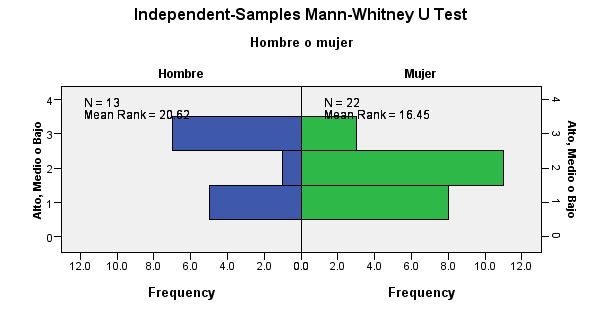 Independent-Samples Mann-Whitney U Test
Hombre o mujer
Hombre Mujer
N = 13
Mean Rank = 20.62
N = 22
Mean Rank = 16.45
Alto, Medio o Bajo
4
3
2
1
0
4
3
2
1
0
Alto, Medio o Bajo
12.0 10.0 8.0 6.0 4.0 2.0 0.0 2.0 4.0 6.0 8.0 10.0 12.0
Frequency Frequency